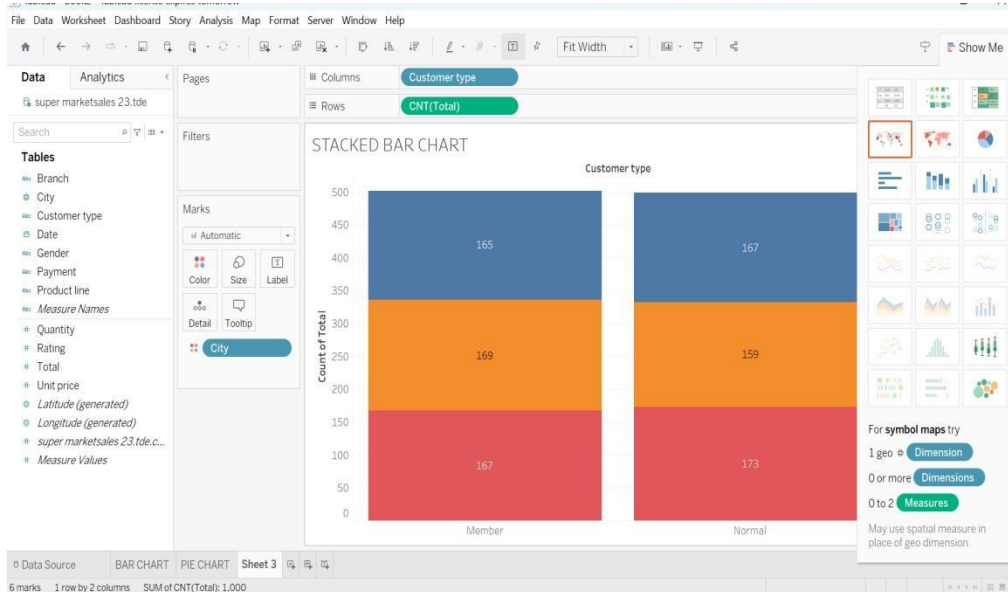 File Data Worksheet Dashboard Story Analysis Map Format Server Window Help
Fit Width
Show Me
Data Analytics
super marketsales 23.tde
Search
Tables
Abc Branch
City
Abc Customer type
Date
Abc Gender
Abc Payment
Abc Product line
Abc Measure Names
# Quantity
# Rating
# Total
# Unit price
Latitude (generated)
Longitude (generated)
# super marketsales 23.tde.c...
# Measure Values
Pages
Filters
Marks
Automatic
Color Size Label
Detail Tooltip
City
Columns Customer type
Rows CNT(Total)
STACKED BAR CHART
Customer type
Count of Total
500
450
400
350
300
250
200
150
100
50
0
165 167
169 159
167 173
Member Normal
For symbol maps try
1 geo Dimension
0 or more Dimensions
0 to 2 Measures
May use spatial measure in
place of geo dimension
Data Source BAR CHART PIE CHART Sheet 3
6 marks 1 row by 2 columns SUM of CNT(Total): 1,000